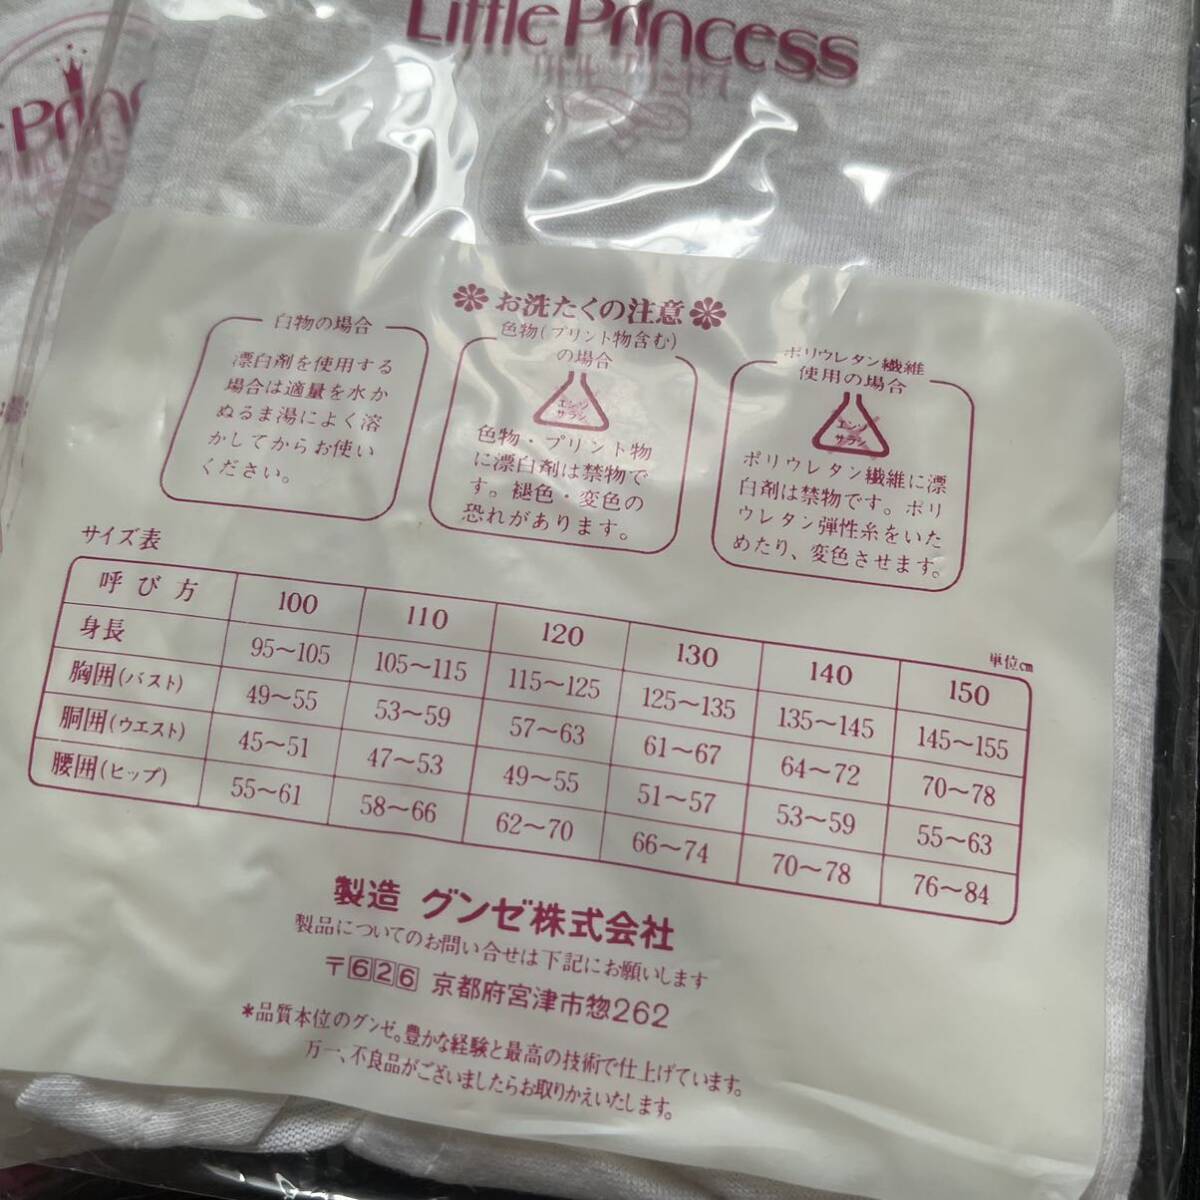 Little Princess
お洗たくの注意
白物の場合
漂白剤を使用する
場合は適量を水か
ぬるま湯によく溶
かしてからお使い
ください。
色物(プリント物含む)
の場合
エンソ
サラシ
色物・プリント物
に漂白剤は禁物で
す。褪色・変色の
恐れがあります。
ポリウレタン繊維
使用の場合
エンソ
サラシ
ポリウレタン繊維に漂
白剤は禁物です。ポリ
ウレタン弾性糸をいた
めたり、変色させます。
サイズ表
単位cm
呼び方 100 110 120 130 140 150
身長 95〜105 105〜115 115〜125 125〜135 135〜145 145〜155
胸囲(バスト) 49〜55 53〜59 57〜63 61〜67 64〜72 70〜78
胴囲(ウエスト) 45〜51 47〜53 49〜55 51〜57 53〜59 55〜63
腰囲(ヒップ) 55〜61 58〜66 62〜70 66〜74 70〜78 76〜84
製造 グンゼ株式会社
製品についてのお問い合せは下記にお願いします
〒626 京都府宮津市惣262
*品質本位のグンゼ。豊かな経験と最高の技術で仕上げています。
万一、不良品がございましたらお取りかえいたします。